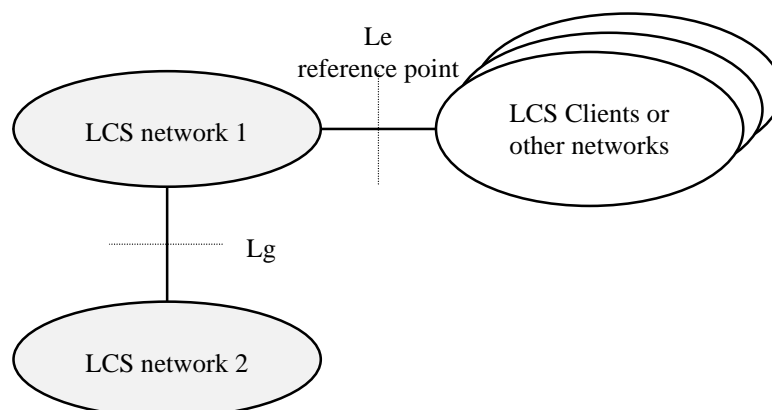 Le
reference point
LCS network 1
LCS Clients or
other networks
Lg
LCS network 2